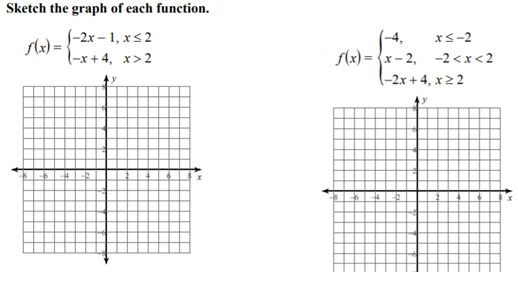 Sketch the graph of each function.
f(x) = {-2x – 1, x ≤ 2
{-x + 4, x > 2
y
-8 -6 -4 -2 2 4 6 8 x
f(x) = {-4, x ≤ -2
{x – 2, -2 < x < 2
{-2x + 4, x ≥ 2
y
-8 -6 -4 -2 2 4 6 8 x